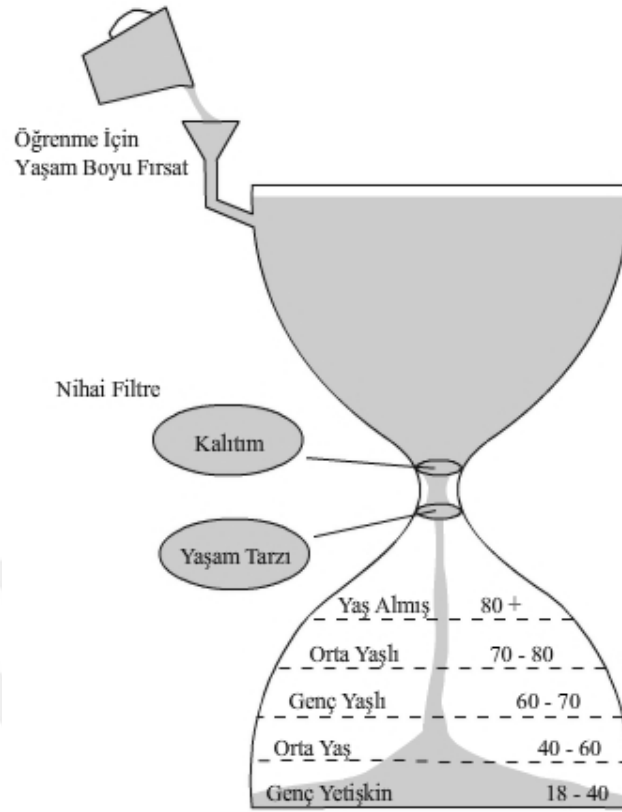 Öğrenme İçin
Yaşam Boyu Fırsat
Nihai Filtre
Kalıtım
Yaşam Tarzı
Yaş Almış 80 +
Orta Yaşlı 70 - 80
Genç Yaşlı 60 - 70
Orta Yaş 40 - 60
Genç Yetişkin 18 - 40